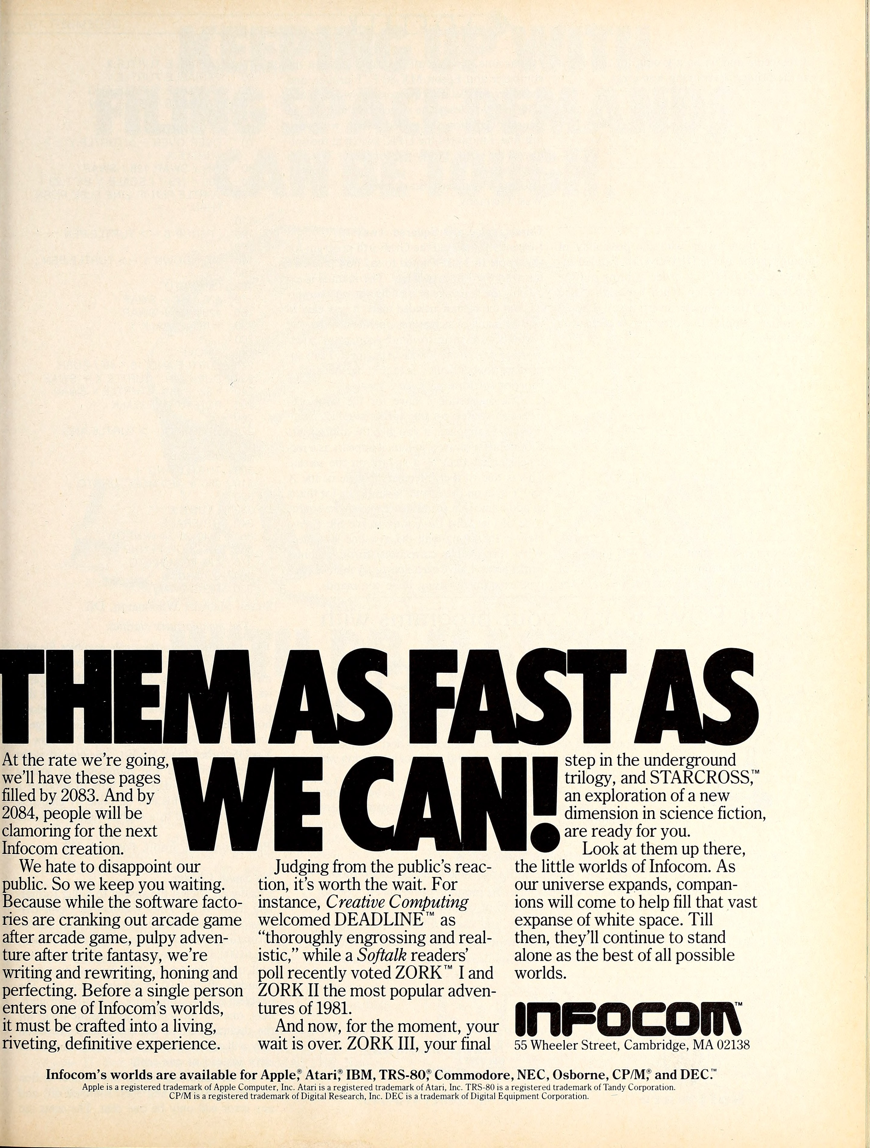 THEM AS FAST AS
WE CAN!
At the rate we're going,
we'll have these pages
filled by 2083. And by
2084, people will be
clamoring for the next
Infocom creation.
We hate to disappoint our
public. So we keep you waiting.
Because while the software facto-
ries are cranking out arcade game
after arcade game, pulpy adven-
ture after trite fantasy, we're
writing and rewriting, honing and
perfecting. Before a single person
enters one of Infocom's worlds,
it must be crafted into a living,
riveting, definitive experience.
Judging from the public's reac-
tion, it's worth the wait. For
instance, Creative Computing
welcomed DEADLINE™ as
“thoroughly engrossing and real-
istic,” while a Softalk readers'
poll recently voted ZORK™ I and
ZORK II the most popular adven-
tures of 1981.
And now, for the moment, your
wait is over. ZORK III, your final
step in the underground
trilogy, and STARCROSS,™
an exploration of a new
dimension in science fiction,
are ready for you.
Look at them up there,
the little worlds of Infocom. As
our universe expands, compan-
ions will come to help fill that vast
expanse of white space. Till
then, they'll continue to stand
alone as the best of all possible
worlds.
INFOCOM™
55 Wheeler Street, Cambridge, MA 02138
Infocom's worlds are available for Apple,® Atari,® IBM, TRS-80,® Commodore, NEC, Osborne, CP/M,® and DEC.™
Apple is a registered trademark of Apple Computer, Inc. Atari is a registered trademark of Atari, Inc. TRS-80 is a registered trademark of Tandy Corporation.
CP/M is a registered trademark of Digital Research, Inc. DEC is a trademark of Digital Equipment Corporation.